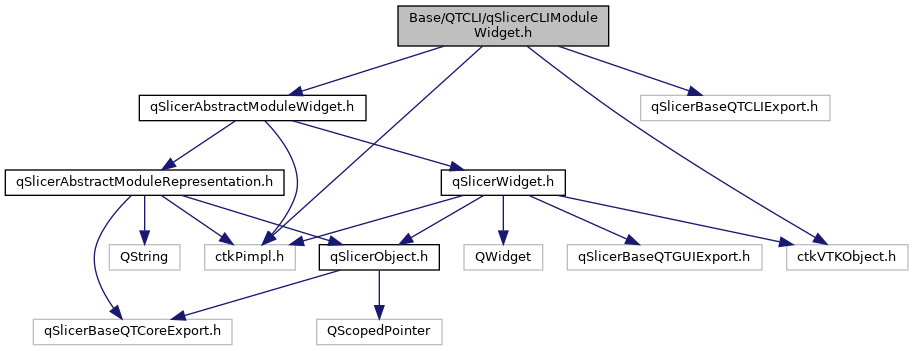 Base/QTCLI/qSlicerCLIModule
Widget.h
qSlicerAbstractModuleWidget.h
qSlicerBaseQTCLIExport.h
qSlicerAbstractModuleRepresentation.h
qSlicerWidget.h
QString
ctkPimpl.h
qSlicerObject.h
QWidget
qSlicerBaseQTGUIExport.h
ctkVTKObject.h
qSlicerBaseQTCoreExport.h
QScopedPointer